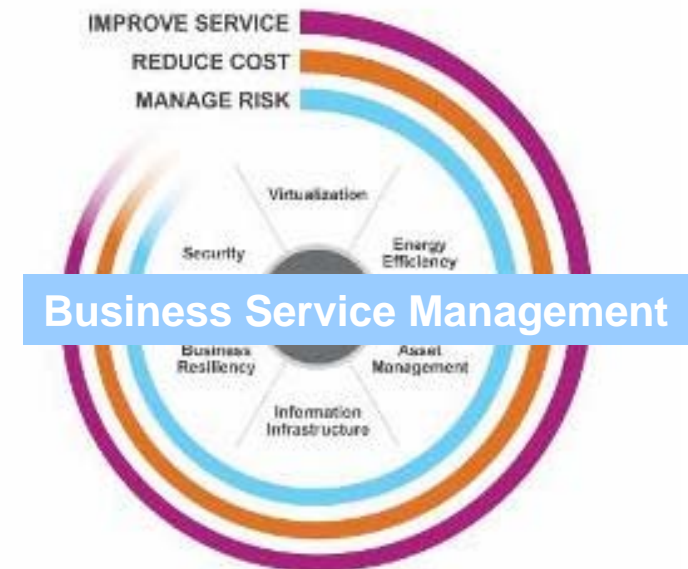 IMPROVE SERVICE
REDUCE COST
MANAGE RISK
Virtualization
Security
Energy
Efficiency
Business Service Management
Business
Resiliency
Asset
Management
Information
Infrastructure